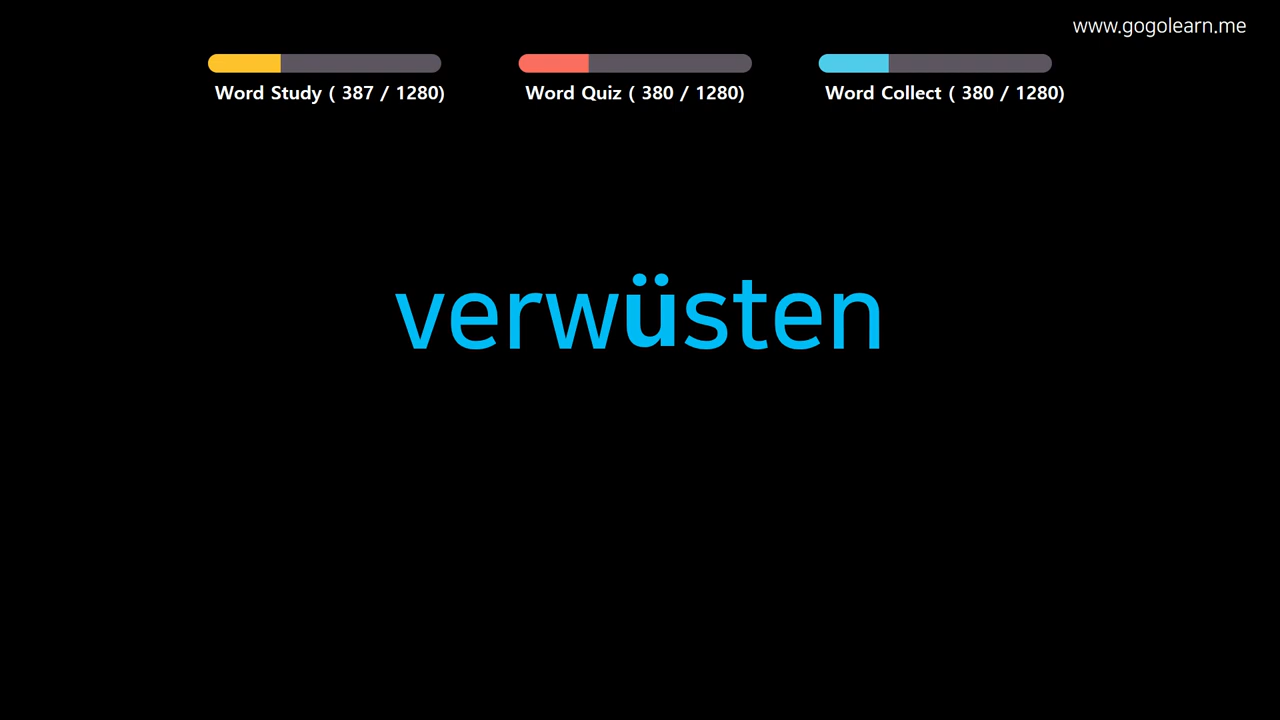 www.gogolearn.me
Word Study ( 387 / 1280)
Word Quiz ( 380 / 1280)
Word Collect ( 380 / 1280)
verwüsten